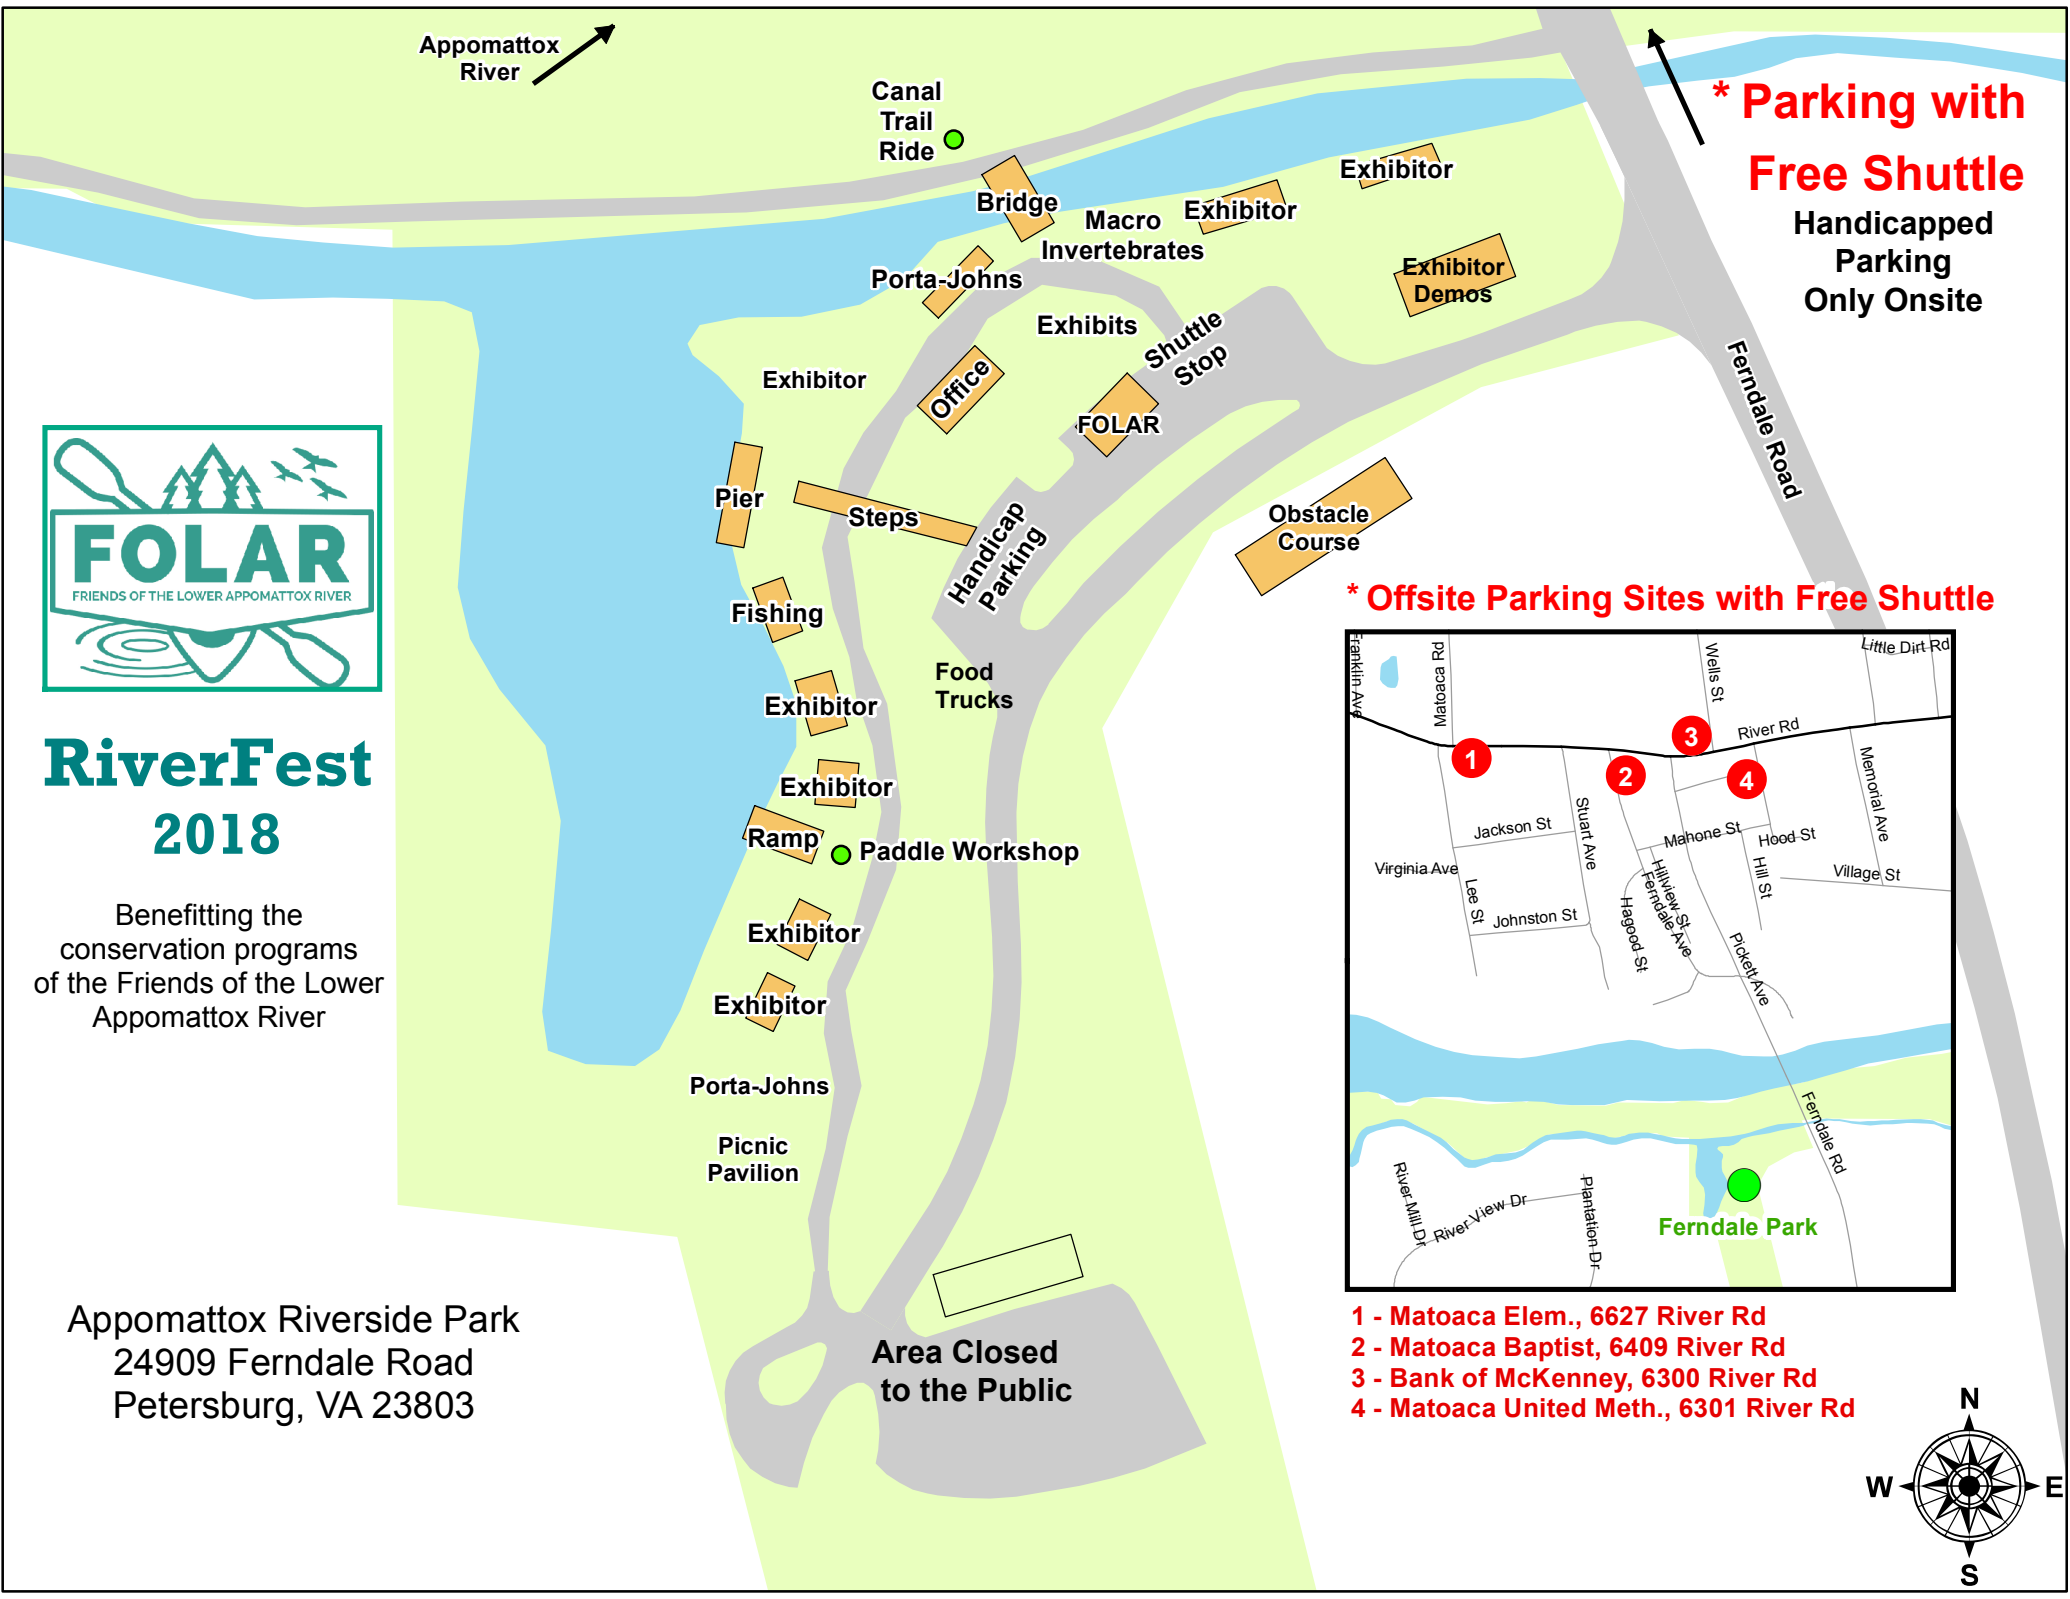 Appomattox
River
Canal
Trail
Ride
Bridge
Macro
Invertebrates
Exhibitor
Exhibitor
* Parking with
Free Shuttle
Handicapped
Parking
Only Onsite
Porta-Johns
Exhibits
Shuttle
Stop
Exhibitor
Demos
Ferndale Road
Exhibitor
Office
FOLAR
Pier
Steps
Handicap
Parking
Obstacle
Course
Fishing
Food
Trucks
Exhibitor
Exhibitor
Ramp
Paddle Workshop
Exhibitor
Exhibitor
Porta-Johns
Picnic
Pavilion
Area Closed
to the Public
FOLAR
FRIENDS OF THE LOWER APPOMATTOX RIVER
RiverFest
2018
Benefitting the
conservation programs
of the Friends of the Lower
Appomattox River
Appomattox Riverside Park
24909 Ferndale Road
Petersburg, VA 23803
* Offsite Parking Sites with Free Shuttle
Franklin Ave
Matoaca Rd
Wells St
Little Dirt Rd
River Rd
1
2
3
4
Memorial Ave
Jackson St
Stuart Ave
Mahone St
Hood St
Virginia Ave
Lee St
Hillview St
Ferndale Ave
Hill St
Village St
Johnston St
Hagood St
Pickett Ave
Ferndale Rd
River Mill Dr
River View Dr
Plantation Dr
Ferndale Park
1 - Matoaca Elem., 6627 River Rd
2 - Matoaca Baptist, 6409 River Rd
3 - Bank of McKenney, 6300 River Rd
4 - Matoaca United Meth., 6301 River Rd
N
W
E
S